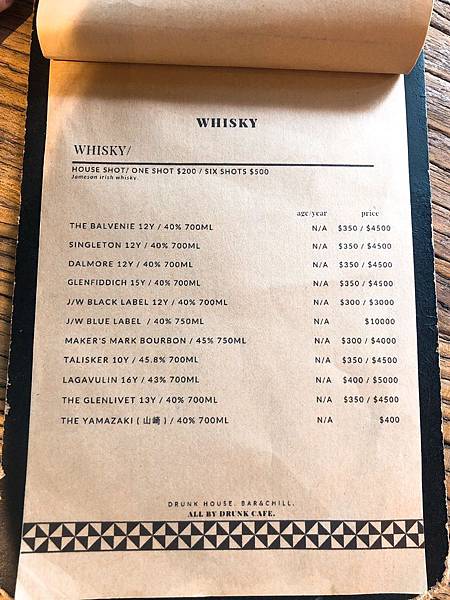 WHISKY
WHISKY/
HOUSE SHOT/ ONE SHOT $200 / SIX SHOTS $500
Jameson irish whisky.
age/year price
THE BALVENIE 12Y / 40% 700ML N/A $350 / $4500
SINGLETON 12Y / 40% 700ML N/A $350 / $4500
DALMORE 12Y / 40% 700ML N/A $350 / $4500
GLENFIDDICH 15Y / 40% 700ML N/A $350 / $4500
J/W BLACK LABEL 12Y / 40% 700ML N/A $300 / $3000
J/W BLUE LABEL / 40% 750ML N/A $10000
MAKER'S MARK BOURBON / 45% 750ML N/A $300 / $4000
TALISKER 10Y / 45.8% 700ML N/A $350 / $4500
LAGAVULIN 16Y / 43% 700ML N/A $400 / $5000
THE GLENLIVET 13Y / 40% 700ML N/A $350 / $4500
THE YAMAZAKI ( 山崎 ) / 40% 700ML N/A $400
DRUNK HOUSE. BAR&CHILL.
ALL BY DRUNK CAFE.